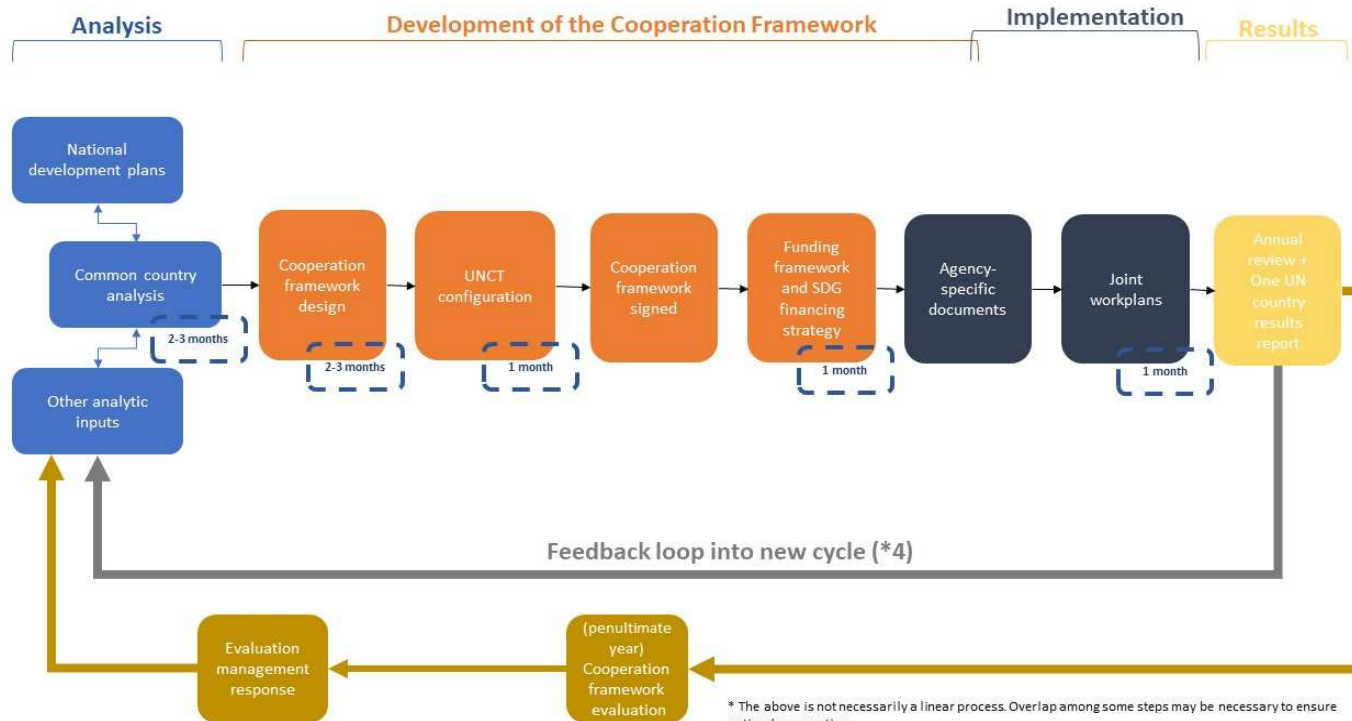 Analysis
Development of the Cooperation Framework
Implementation
Results
National
development plans
Common country
analysis
2-3 months
Other analytic
inputs
Cooperation
framework
design
2-3 months
UNCT
configuration
1 month
Cooperation
framework
signed
Funding
framework
and SDG
financing
strategy
1 month
Agency-
specific
documents
Joint
workplans
1 month
Annual
review +
One UN
country
results
report
Feedback loop into new cycle (*4)
Evaluation
management
response
(penultimate
year)
Cooperation
framework
evaluation
* The above is not necessarily a linear process. Overlap among some steps may be necessary to ensure